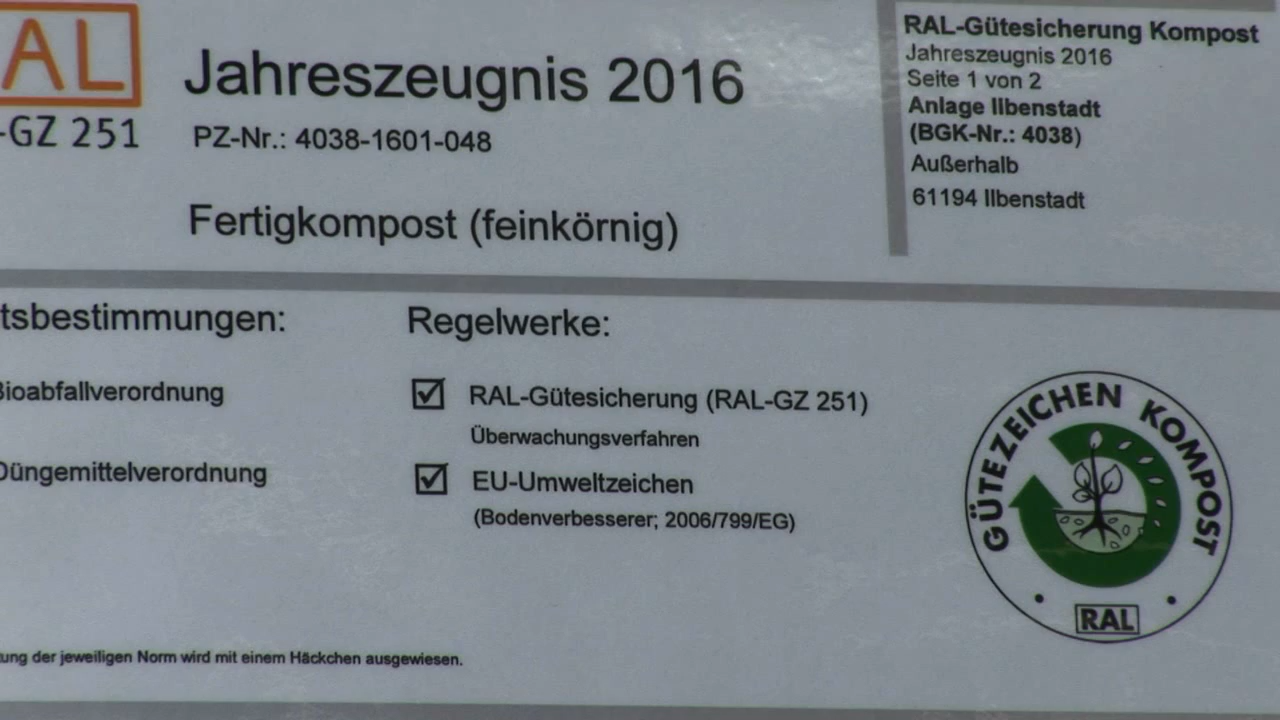 AL
-GZ 251
Jahreszeugnis 2016
PZ-Nr.: 4038-1601-048
Fertigkompost (feinkörnig)
RAL-Gütesicherung Kompost
Jahreszeugnis 2016
Seite 1 von 2
Anlage Ilbenstadt
(BGK-Nr.: 4038)
Außerhalb
61194 Ilbenstadt
tsbestimmungen:
Bioabfallverordnung
Düngemittelverordnung
Regelwerke:
RAL-Gütesicherung (RAL-GZ 251)
Überwachungsverfahren
EU-Umweltzeichen
(Bodenverbesserer; 2006/799/EG)
GÜTEZEICHEN KOMPOST
RAL
ung der jeweiligen Norm wird mit einem Häckchen ausgewiesen.